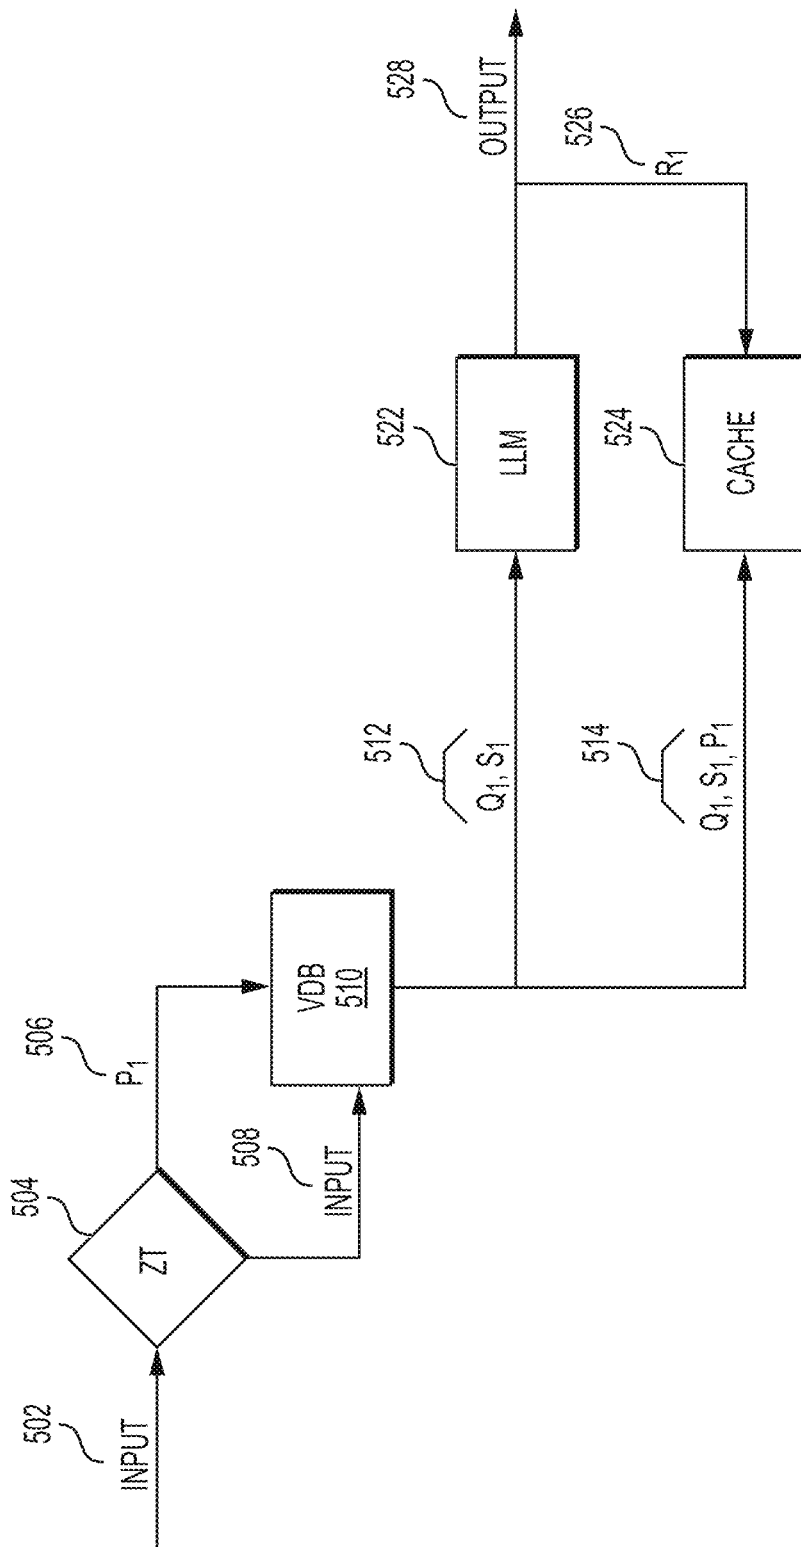 502
INPUT
504
ZT
506
P1
508
INPUT
VDB
510
512
Q1, S1
514
Q1, S1, P1
522
LLM
524
CACHE
526
R1
528
OUTPUT